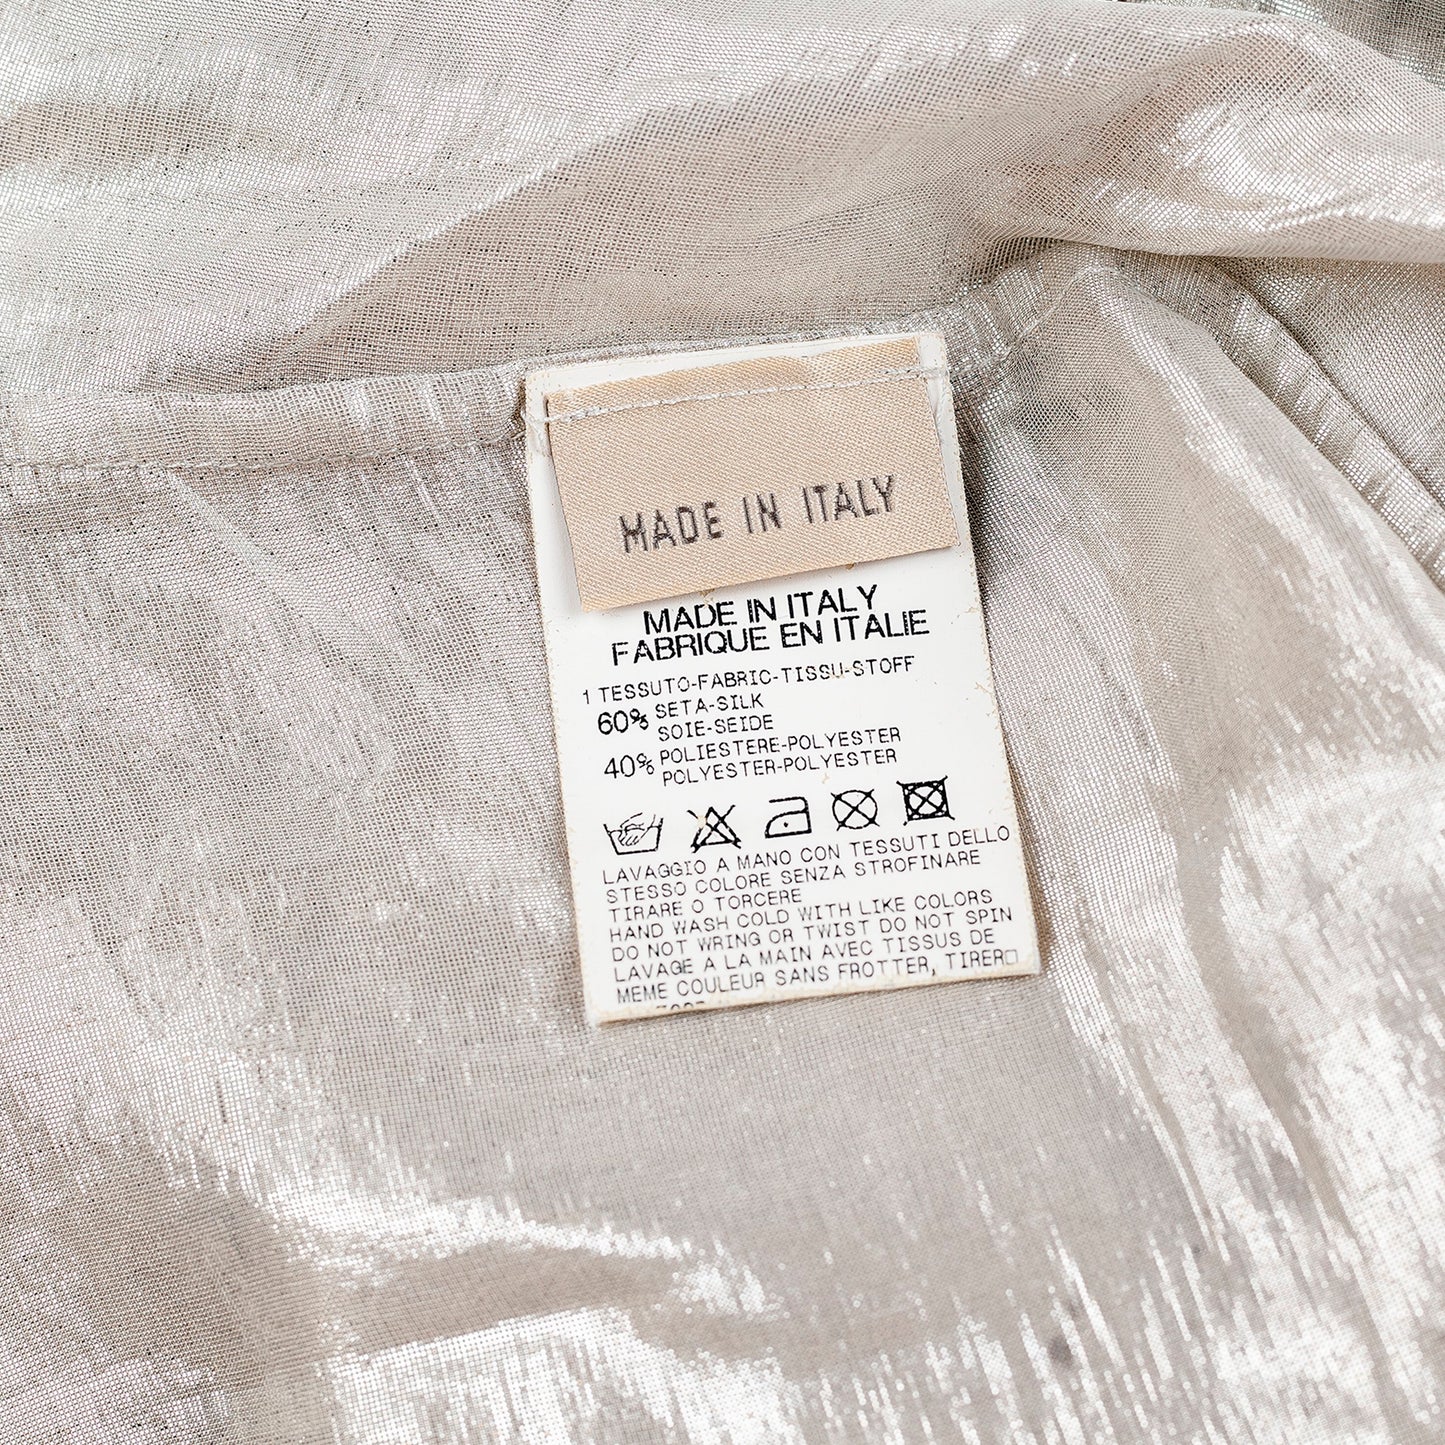 MADE IN ITALY
MADE IN ITALY
FABRIQUE EN ITALIE
1 TESSUTO-FABRIC-TISSU-STOFF
60% SETA-SILK
SOIE-SEIDE
40% POLIESTERE-POLYESTER
POLYESTER-POLYESTER
LAVAGGIO A MANO CON TESSUTI DELLO
STESSO COLORE SENZA STROFINARE
TIRARE O TORCERE
HAND WASH COLD WITH LIKE COLORS
DO NOT WRING OR TWIST DO NOT SPIN
LAVAGE A LA MAIN AVEC TISSUS DE
MEME COULEUR SANS FROTTER, TIRER□